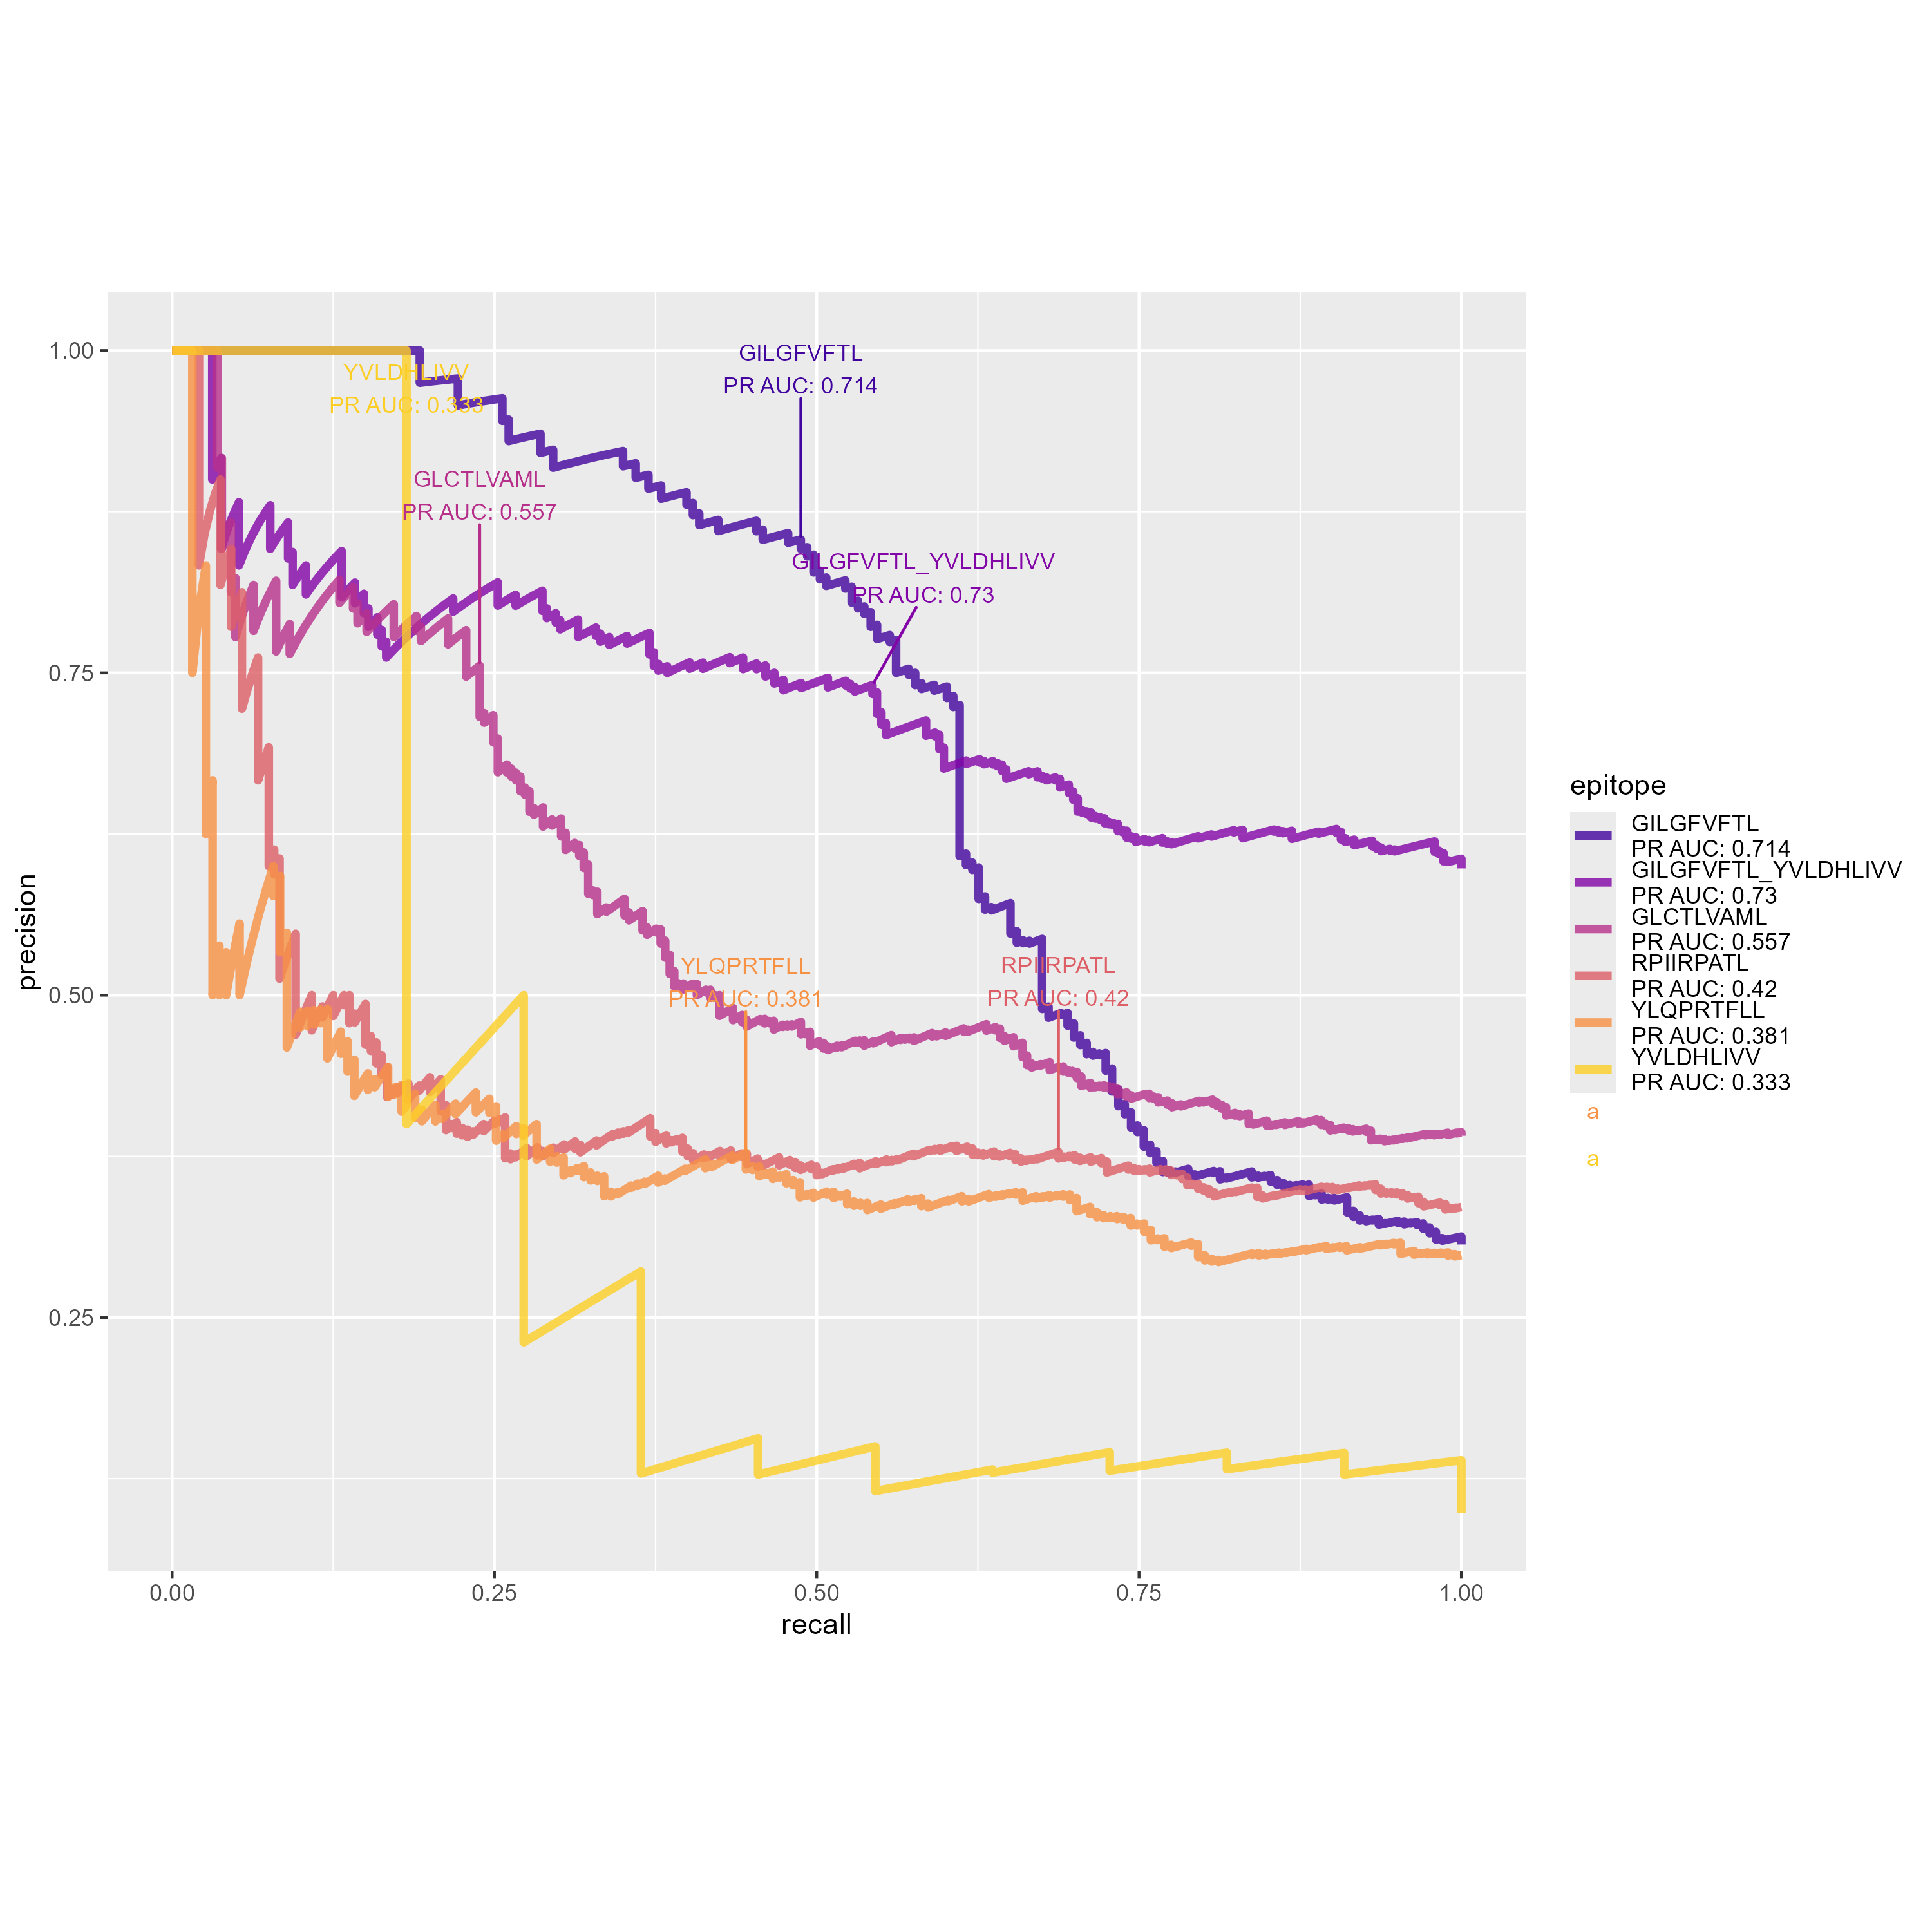 1.00
0.75
0.50
0.25
precision
GILGFVFTL
PR AUC: 0.714
YVLDHLIVV
PR AUC: 0.333
GLCTLVAML
PR AUC: 0.557
GILGFVFTL_YVLDHLIVV
PR AUC: 0.73
YLQPRTFLL
PR AUC: 0.381
RPIIRPATL
PR AUC: 0.42
0.00
0.25
0.50
0.75
1.00
recall
epitope
GILGFVFTL
PR AUC: 0.714
GILGFVFTL_YVLDHLIVV
PR AUC: 0.73
GLCTLVAML
PR AUC: 0.557
RPIIRPATL
PR AUC: 0.42
YLQPRTFLL
PR AUC: 0.381
YVLDHLIVV
PR AUC: 0.333
a
a